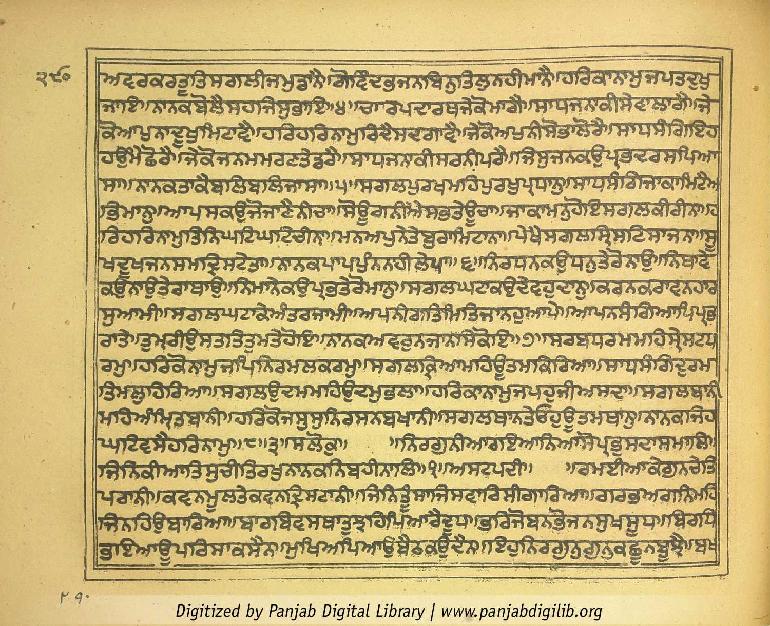 ਅਵਰਕਰਤੂਤਿਸਗਲੀਜਮੁਡਾਨੈ॥ਗੋਵਿੰਦਭਜਨਬਿਨੁਤਿਲੁਨਹੀਮਾਨੈ॥ਹਰਿਕਾਨਾਮੁਜਪਤਦੁਖੁ
ਜਾਇ॥ਨਾਨਕਬੋਲੈਸਹਜਿਸੁਭਾਇ॥੪॥ਚਾਰਪਦਾਰਥਜੇਕੋਮਾਗੈ॥ਸਾਧਜਨਾਕੀਸੇਵਾਲਾਗੈ॥ਜੇ
ਕੋਆਪੁਨਾਦੂਖੁਮਿਟਾਵੈ॥ਹਰਿਹਰਿਨਾਮੁਰਿਦੈਸਦਗਾਵੈ॥ਜੇਕੋਅਪੁਨੀਸੋਭਾਲੋਰੈ॥ਸਾਧਸੰਗਿਇਹ
ਹਉਮੈਛੋਰੈ॥ਜੇਕੋਜਨਮਮਰਣਤੇਡਰੈ॥ਸਾਧਜਨਾਕੀਸਰਨੀਪਰੈ॥ਜਿਸੁਜਨਕਉਪ੍ਰਭਦਰਸਪਿਆ
ਸਾ॥ਨਾਨਕਤਾਕੈਬਲਿਬਲਿਜਾਸਾ॥੫॥ਸਗਲਪੁਰਖਮਹਿਪੁਰਖੁਪ੍ਰਧਾਨੁ॥ਸਾਧਸੰਗਿਜਾਕਾਮਿਟੈਅ
ਭਿਮਾਨੁ॥ਆਪਸਕਉਜੋਜਾਣੈਨੀਚਾ॥ਸੋਊਗਨੀਐਸਭਤੇਊਚਾ॥ਜਾਕਾਮਨੁਹੋਇਸਗਲਕੀਰੀਨਾ॥ਹ
ਰਿਹਰਿਨਾਮੁਤਿਨਿਘਟਿਘਟਿਚੀਨਾ॥ਮਨਅਪੁਨੇਤੇਬੁਰਾਮਿਟਾਨਾ॥ਪੇਖੈਸਗਲਸ੍ਰਿਸਟਿਸਾਜਨਾ॥ਸੂ
ਖਦੂਖਜਨਸਮਦ੍ਰਿਸਟੇਤਾ॥ਨਾਨਕਪਾਪਪੁੰਨਨਹੀਲੇਪਾ॥੬॥ਨਿਰਧਨਕਉਧਨੁਤੇਰੋਨਾਉ॥ਨਿਥਾਵੇ
ਕਉਨਾਉਤੇਰਾਥਾਉ॥ਨਿਮਾਨੇਕਉਪ੍ਰਭਤੇਰੋਮਾਨੁ॥ਸਗਲਘਟਕਉਦੇਵਹੁਦਾਨੁ॥ਕਰਨਕਰਾਵਨਹਾਰ
ਸੁਆਮੀ॥ਸਗਲਘਟਾਕੇਅੰਤਰਜਾਮੀ॥ਅਪਨੀਗਤਿਮਿਤਿਜਾਨਹੁਆਪੇ॥ਆਪਨਸੰਗਿਆਪਿਪ੍ਰਭ
ਰਾਤੇ॥ਤੁਮ੍ਰੀਉਸਤਤਿਤੁਮਤੇਹੋਇ॥ਨਾਨਕਅਵਰੁਨਜਾਨਸਿਕੋਇ॥੭॥ਸਰਬਧਰਮਮਹਿਸ੍ਰੇਸਟਧ
ਰਮੁ॥ਹਰਿਕੋਨਾਮੁਜਪਿਨਿਰਮਲਕਰਮੁ॥ਸਗਲਕ੍ਰਿਆਮਹਿਊਤਮਕਿਰਿਆ॥ਸਾਧਸੰਗਿਦੁਰਮ
ਤਿਮਲੁਹਿਰਿਆ॥ਸਗਲਉਦਮਮਹਿਉਦਮੁਭਲਾ॥ਹਰਿਕਾਨਾਮੁਜਪਹੁਜੀਅਸਦਾ॥ਸਗਲਬਾਨੀ
ਮਹਿਅੰਮ੍ਰਿਤਬਾਨੀ॥ਹਰਿਕੋਜਸੁਸੁਨਿਰਸਨਬਖਾਨੀ॥ਸਗਲਥਾਨਤੇਓਹੁਊਤਮਥਾਨੁ॥ਨਾਨਕਜਿਹ
ਘਟਿਵਸੈਹਰਿਨਾਮੁ॥੮॥੩॥ਸਲੋਕੁ॥ ॥ਨਿਰਗੁਨੀਆਰਇਆਨਿਆਸੋਪ੍ਰਭੁਸਦਾਸਮਾਲਿ॥
ਜਿਨਿਕੀਆਤਿਸੁਚੀਤਿਰਖੁਨਾਨਕਨਿਬਹੀਨਾਲਿ॥੧॥ਅਸਟਪਦੀ॥ ॥ਰਮਈਆਕੇਗੁਨਚੇਤਿ
ਪਰਾਨੀ॥ਕਵਨਮੂਲਤੇਕਵਨਦ੍ਰਿਸਟਾਨੀ॥ਜਿਨਿਤੂੰਸਾਜਿਸਵਾਰਿਸੀਗਾਰਿਆ॥ਗਰਭਅਗਨਿਮਹਿ
ਜਿਨਹਿਉਬਾਰਿਆ॥ਬਾਰਬਿਵਸਥਾਤੁਝਹਿਪਿਆਰੈਦੂਧ॥ਭਰਿਜੋਬਨਭੋਜਨਸੁਖਸੂਧ॥ਬਿਰਧਿ
ਭਇਆਊਪਰਿਸਾਕਸੈਨ॥ਮੁਖਿਅਪਿਆਉਬੈਠਕਉਦੈਨ॥ਇਹੁਨਿਰਗੁਨੁਗੁਨੁਕਛੂਨਬੂਝੈ॥ਬਖ
Digitized by Panjab Digital Library | www.panjabdigilib.org